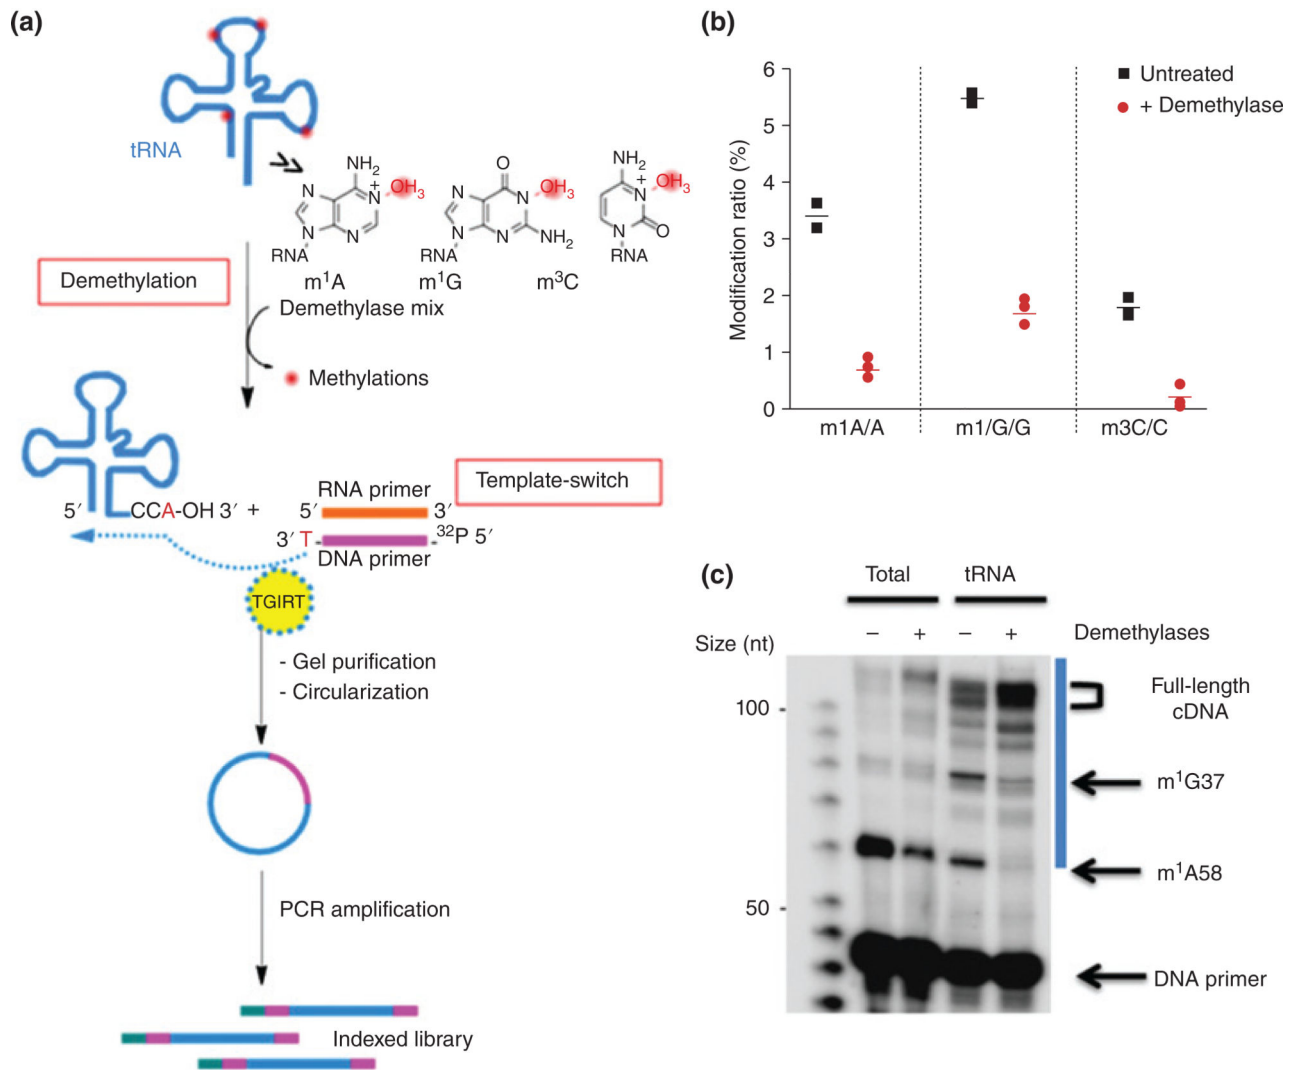 (a)
tRNA
NH₂
N
N
+
N
N
OH₃
RNA
m¹A
O
N
N
N
N
OH₃
NH₂
RNA
m¹G
NH₂
+
N
OH₃
N
O
RNA
m³C
Demethylation
Demethylase mix
Methylations
Template-switch
5′
CCA-OH 3′ +
5′
RNA primer
3′
3′ T
DNA primer
³²P 5′
TGIRT
- Gel purification
- Circularization
PCR amplification
Indexed library
(b)
Modification ratio (%)
6
5
4
3
2
1
0
Untreated
+ Demethylase
m1A/A
m1/G/G
m3C/C
(c)
Total
tRNA
Size (nt)
– + – +
Demethylases
100
50
Full-length
cDNA
m¹G37
m¹A58
DNA primer